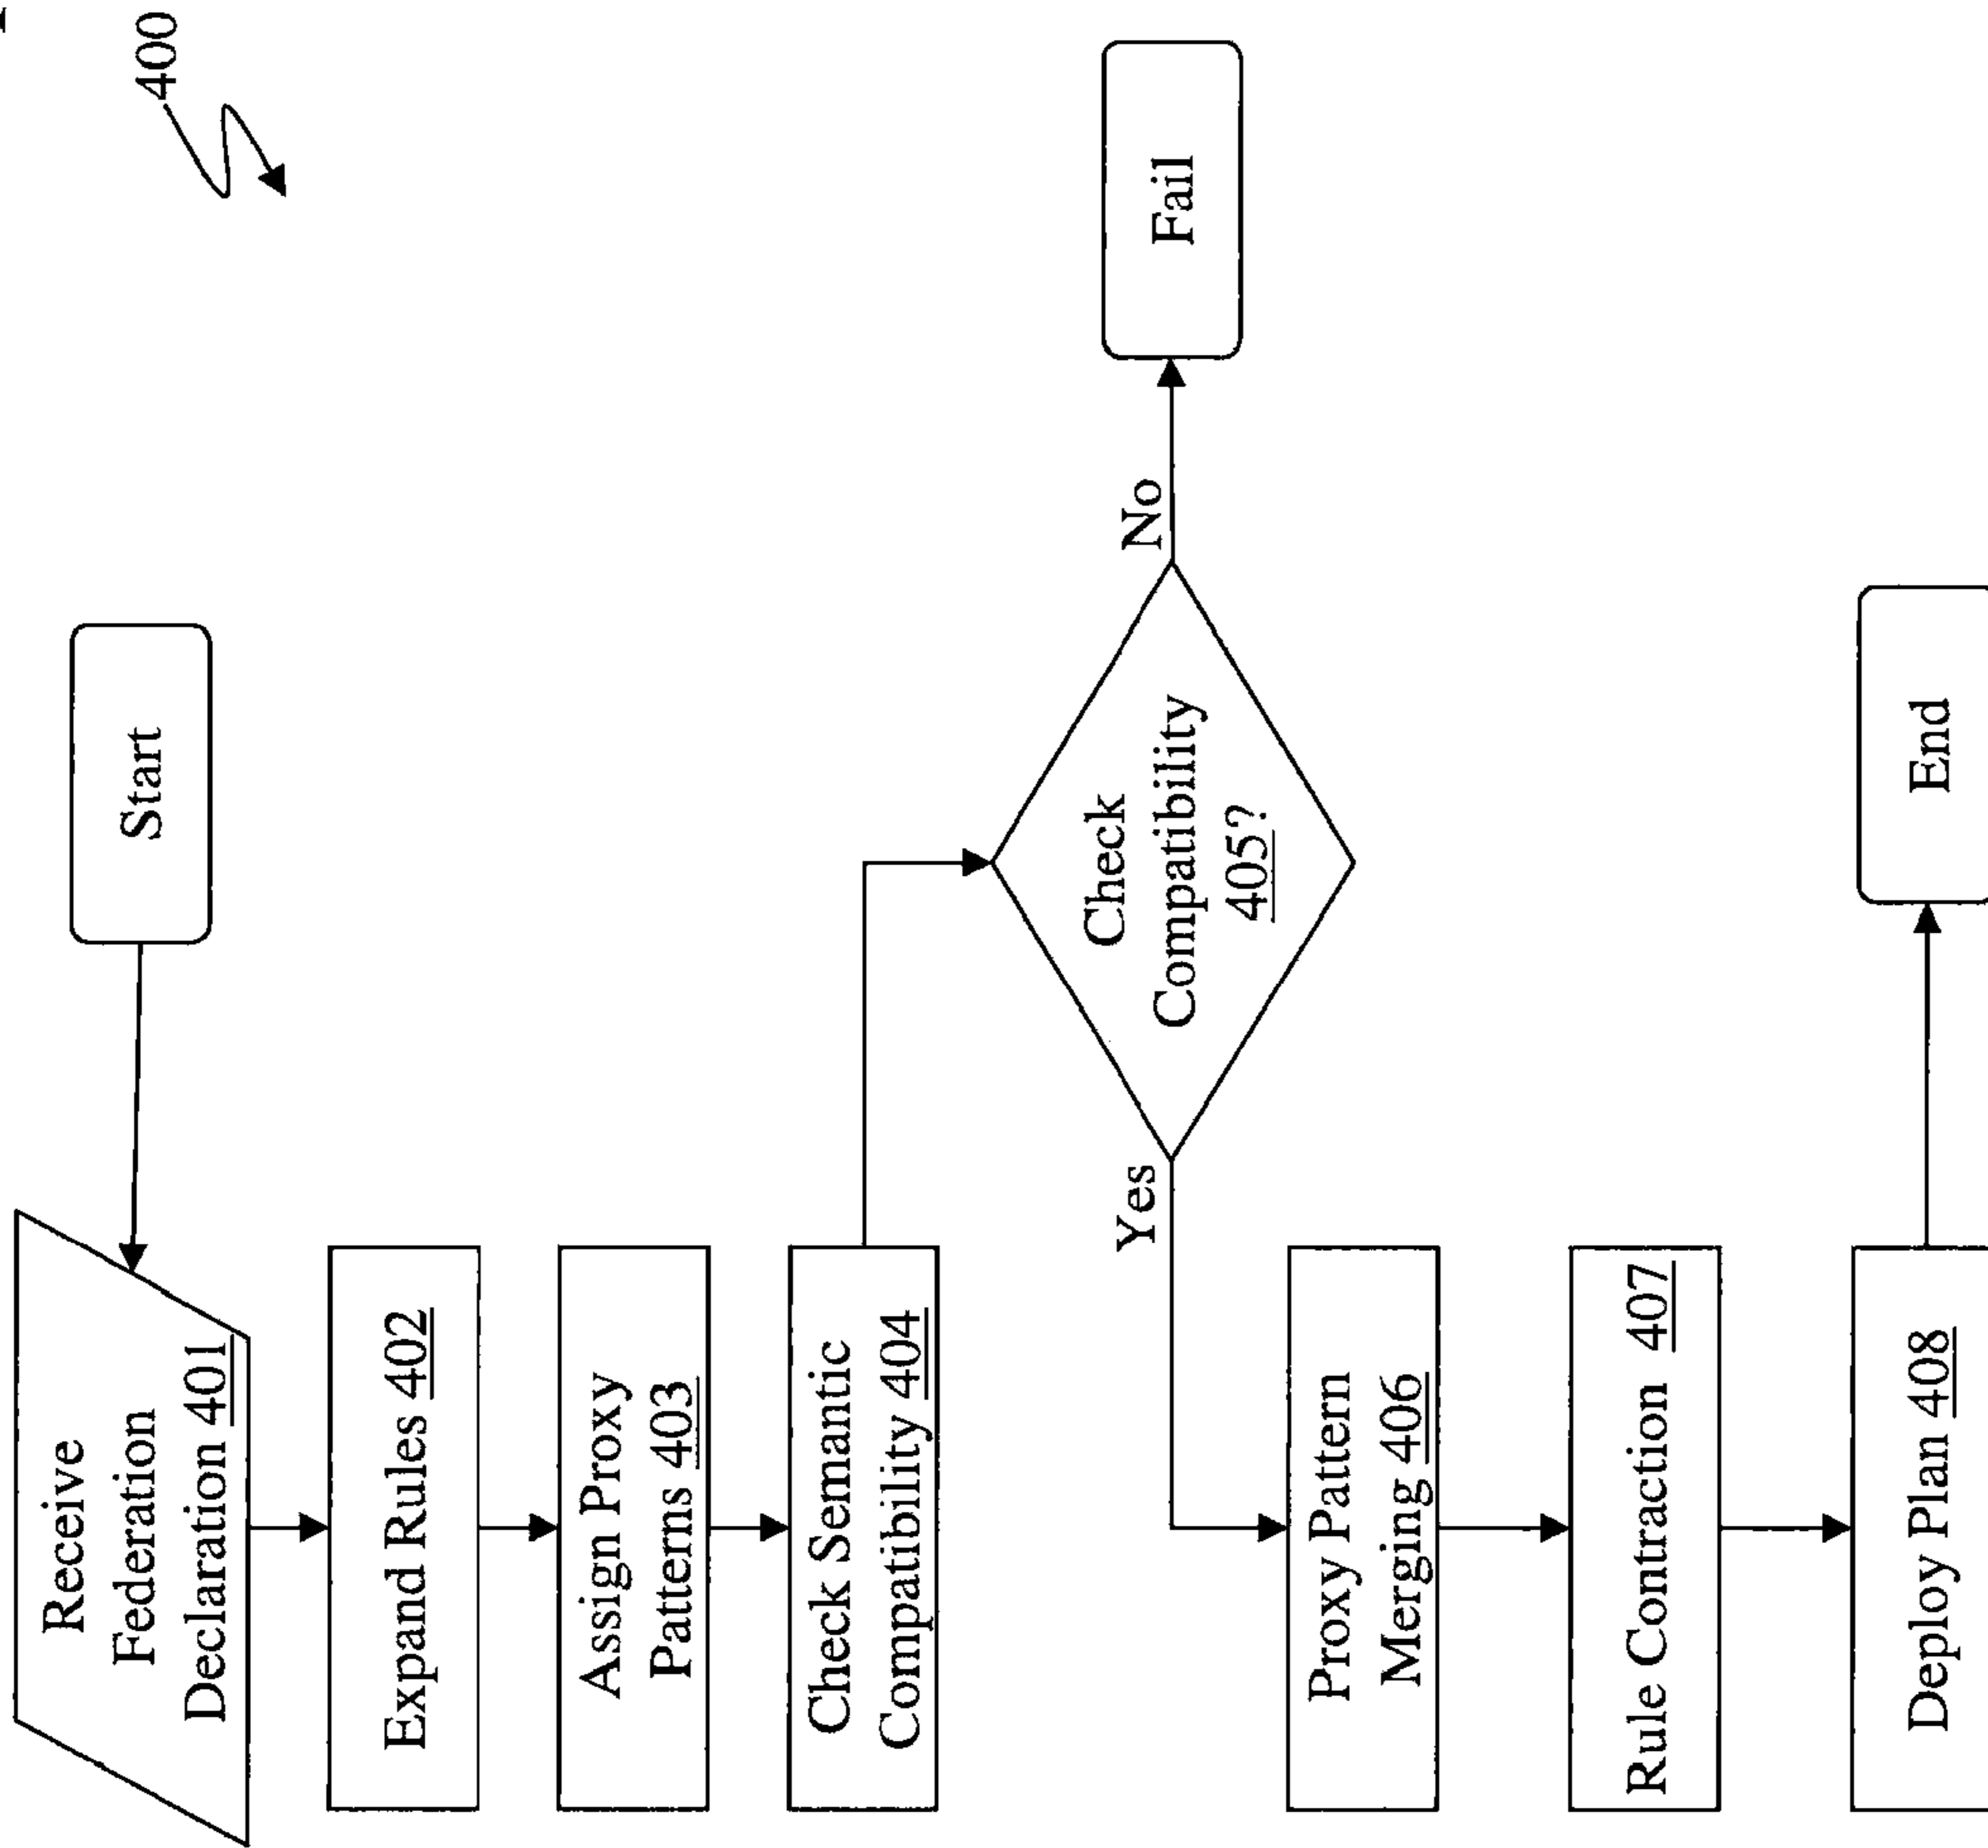 400
Start
Receive
Federation
Declaration 401
Expand Rules 402
Assign Proxy
Patterns 403
Check Semantic
Compatibility 404
Check
Compatibility
405?
Yes
No
Fail
Proxy Pattern
Merging 406
Rule Contraction 407
Deploy Plan 408
End